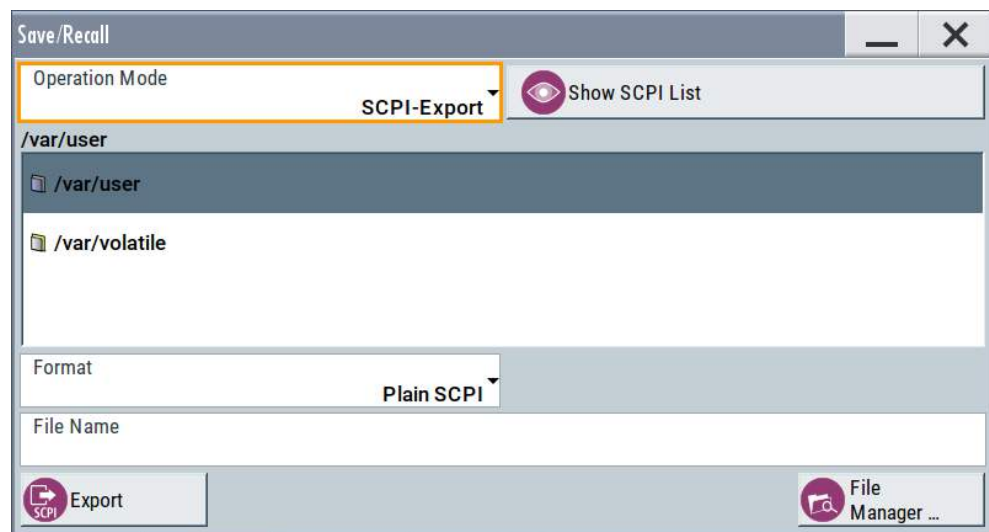 Save/Recall
Operation Mode
SCPI-Export
Show SCPI List
/var/user
/var/user
/var/volatile
Format
Plain SCPI
File Name
SCPI
Export
File
Manager ...